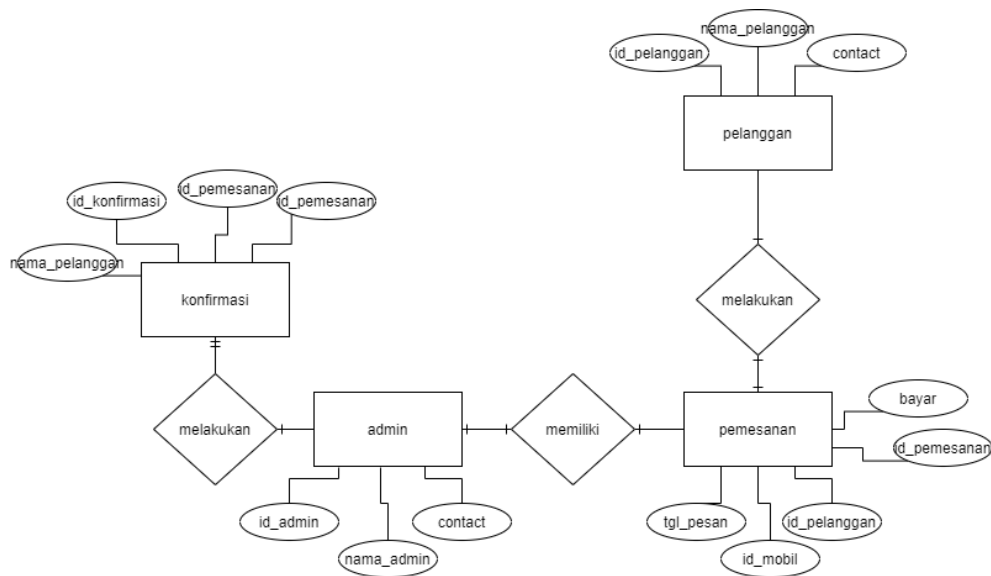 nama_pelanggan
id_pelanggan
contact
pelanggan
id_pemesanan
id_konfirmasi
id_pemesanan
nama_pelanggan
konfirmasi
melakukan
melakukan
admin
memiliki
pemesanan
bayar
id_pemesanan
id_admin
contact
nama_admin
tgl_pesan
id_pelanggan
id_mobil